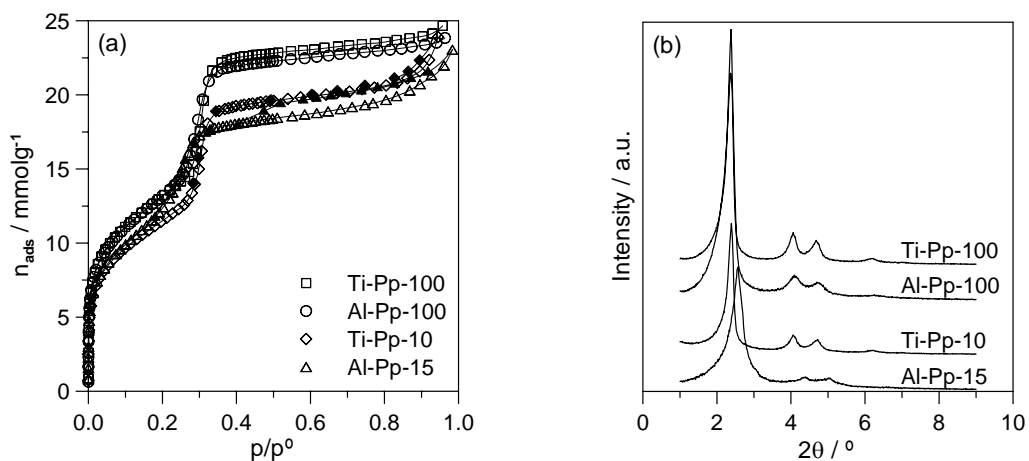 (a)
25
20
15
10
5
0
0.0 0.2 0.4 0.6 0.8 1.0
n_ads / mmolg⁻¹
p/p⁰
Ti-Pp-100
Al-Pp-100
Ti-Pp-10
Al-Pp-15
(b)
Intensity / a.u.
Ti-Pp-100
Al-Pp-100
Ti-Pp-10
Al-Pp-15
0 2 4 6 8 10
2θ / º